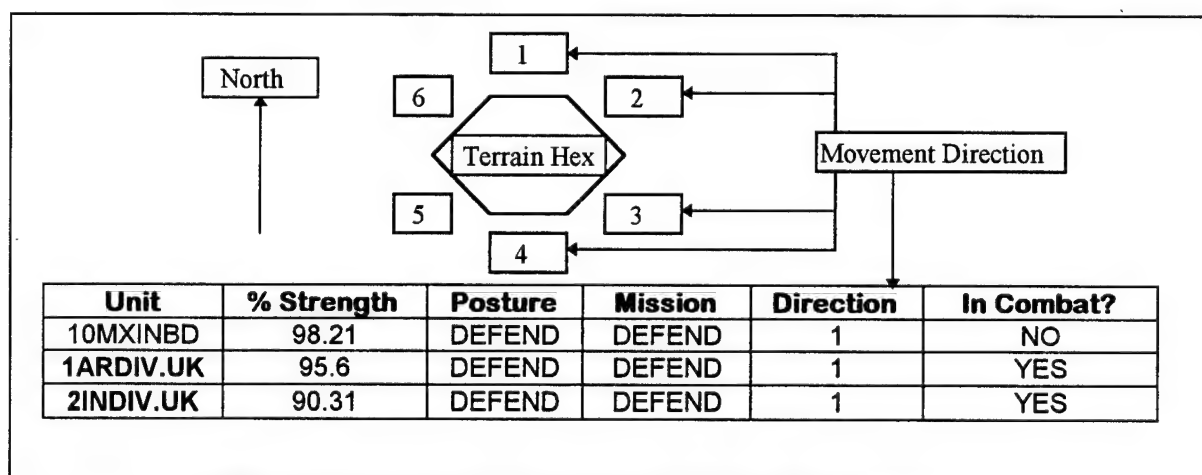 1
North
6
2
Terrain Hex
Movement Direction
5
3
4
Unit % Strength Posture Mission Direction In Combat?
10MXINBD 98.21 DEFEND DEFEND 1 NO
1ARDIV.UK 95.6 DEFEND DEFEND 1 YES
2INDIV.UK 90.31 DEFEND DEFEND 1 YES